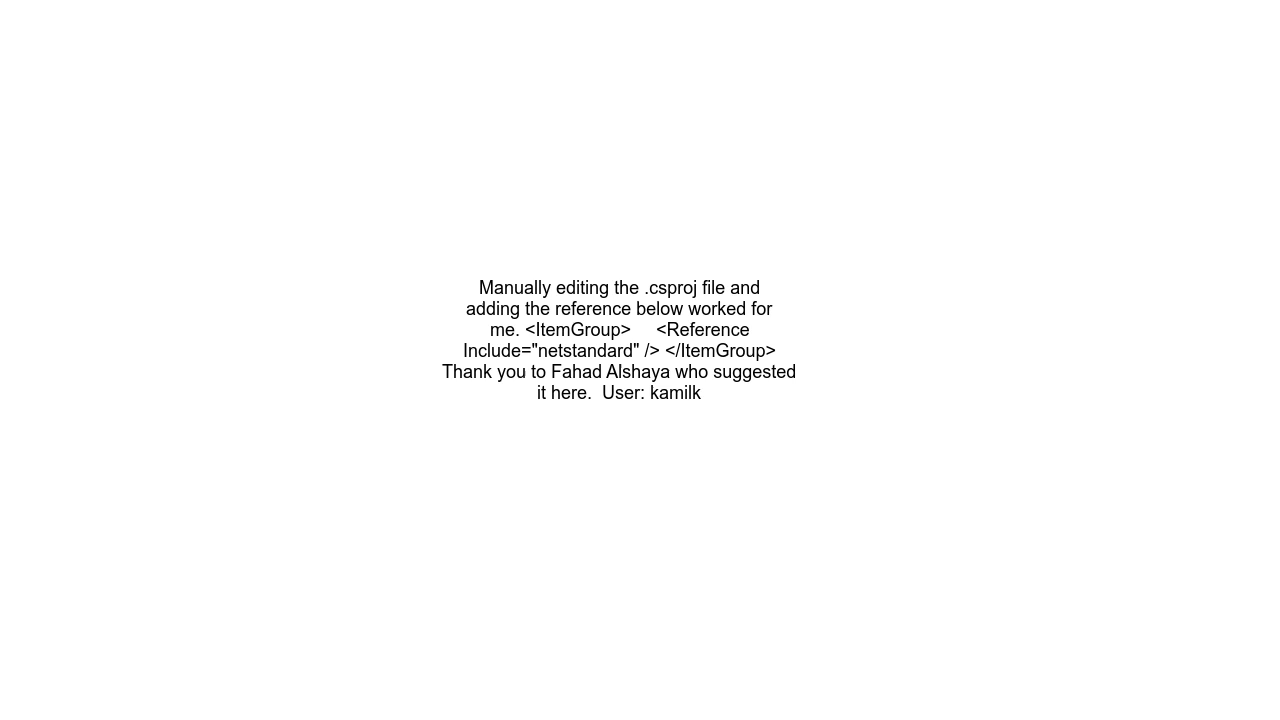 Manually editing the .csproj file and
adding the reference below worked for
me. <ItemGroup>     <Reference
Include="netstandard" /> </ItemGroup>
Thank you to Fahad Alshaya who suggested
it here.  User: kamilk